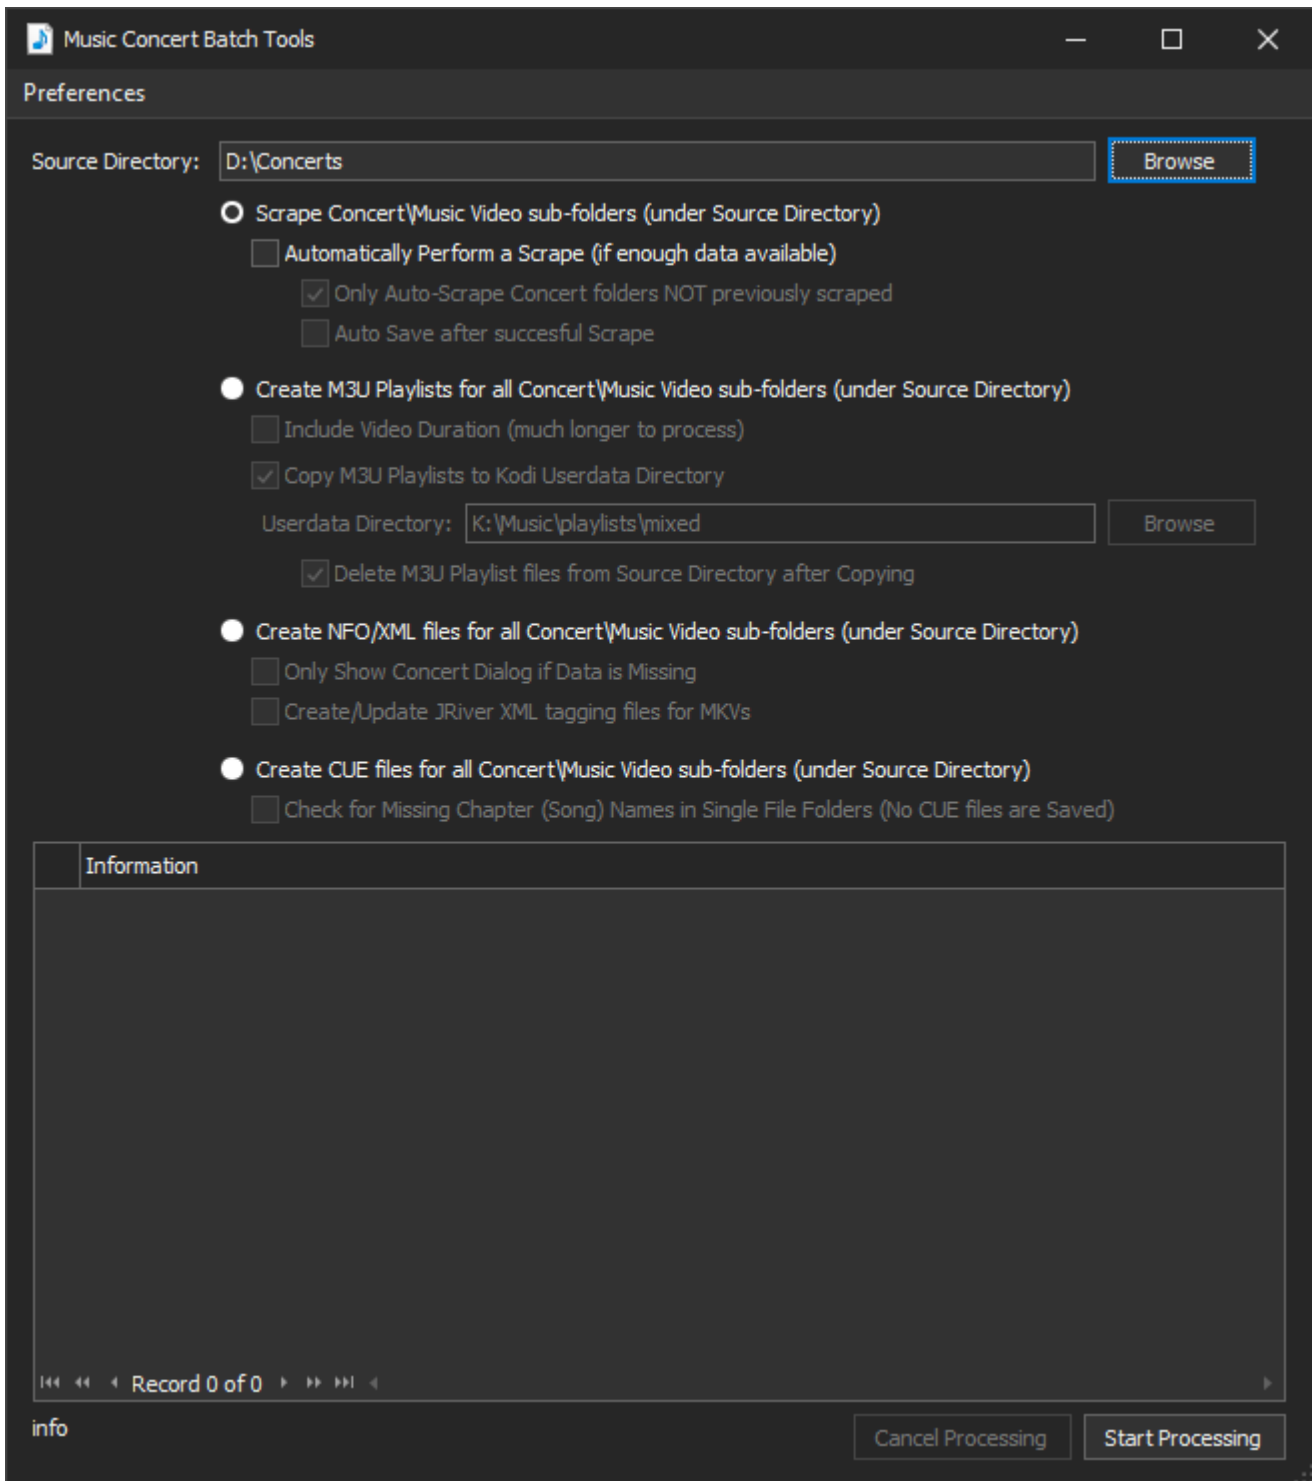 Music Concert Batch Tools
Preferences
Source Directory: D:\Concerts Browse
Scrape Concert\Music Video sub-folders (under Source Directory)
Automatically Perform a Scrape (if enough data available)
Only Auto-Scrape Concert folders NOT previously scraped
Auto Save after succesful Scrape
Create M3U Playlists for all Concert\Music Video sub-folders (under Source Directory)
Include Video Duration (much longer to process)
Copy M3U Playlists to Kodi Userdata Directory
Userdata Directory: K:\Music\playlists\mixed Browse
Delete M3U Playlist files from Source Directory after Copying
Create NFO/XML files for all Concert\Music Video sub-folders (under Source Directory)
Only Show Concert Dialog if Data is Missing
Create/Update JRiver XML tagging files for MKVs
Create CUE files for all Concert\Music Video sub-folders (under Source Directory)
Check for Missing Chapter (Song) Names in Single File Folders (No CUE files are Saved)
Information
Record 0 of 0
info Cancel Processing Start Processing